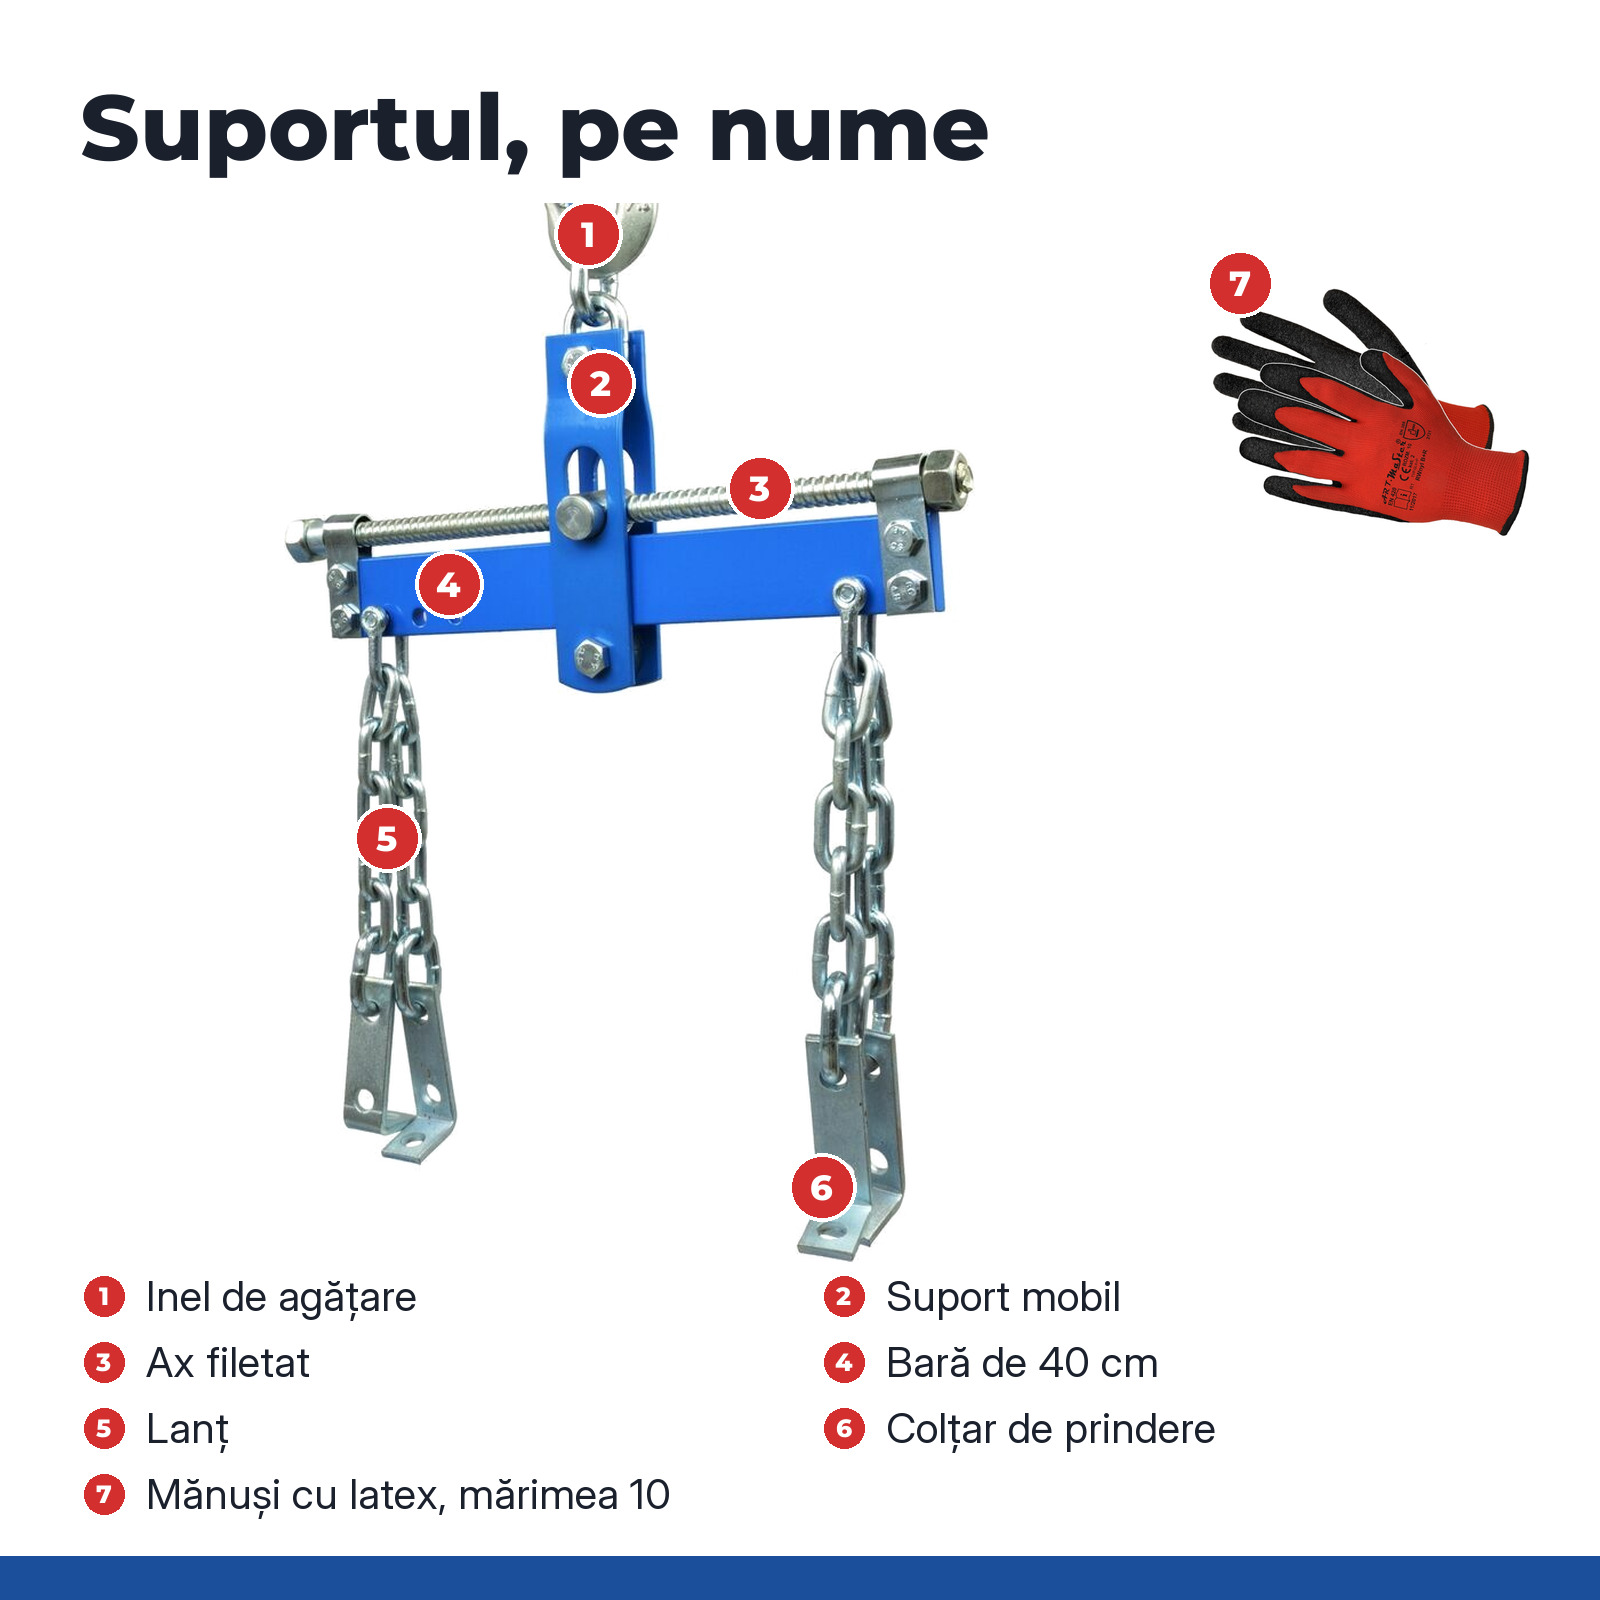 Suportul, pe nume
1
2
3
4
5
6
7
1 Inel de agățare
2 Suport mobil
3 Ax filetat
4 Bară de 40 cm
5 Lanț
6 Colțar de prindere
7 Mănuși cu latex, mărimea 10